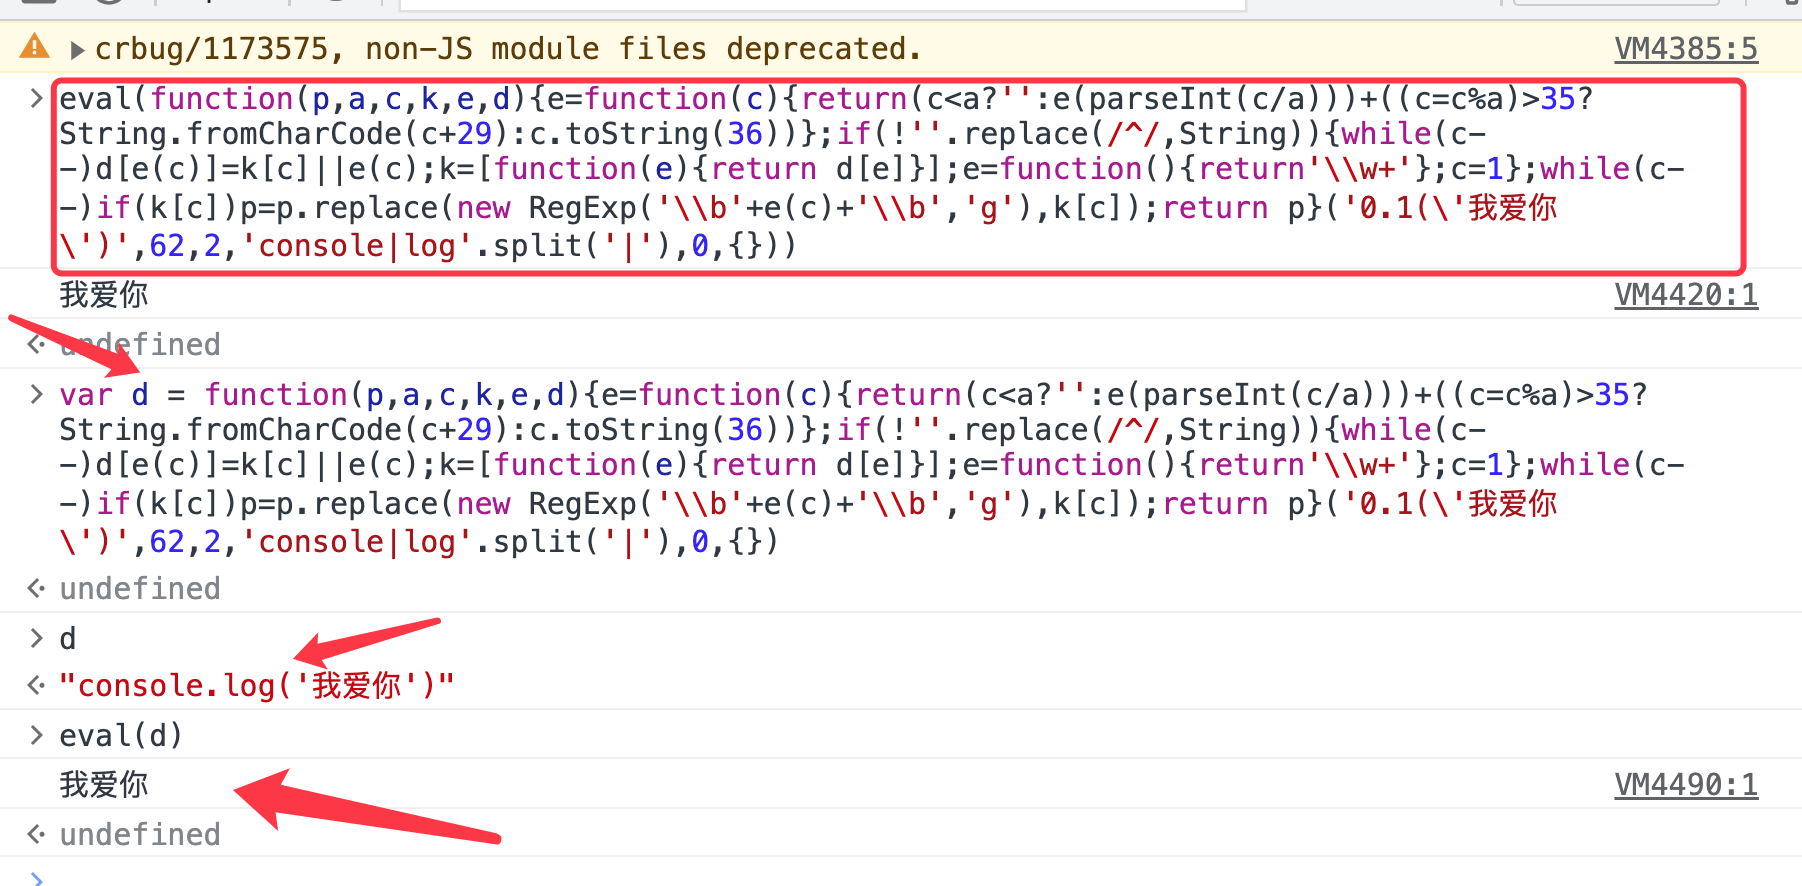 crbug/1173575, non-JS module files deprecated. VM4385:5
eval(function(p,a,c,k,e,d){e=function(c){return(c<a?'':e(parseInt(c/a)))+((c=c%a)>35?
String.fromCharCode(c+29):c.toString(36))};if(!''.replace(/^/,String)){while(c-
-)d[e(c)]=k[c]||e(c);k=[function(e){return d[e]}];e=function(){return'\\w+'};c=1};while(c-
-)if(k[c])p=p.replace(new RegExp('\\b'+e(c)+'\\b','g'),k[c]);return p}('0.1(\'我爱你
\')',62,2,'console|log'.split('|'),0,{}))
我爱你 VM4420:1
undefined
var d = function(p,a,c,k,e,d){e=function(c){return(c<a?'':e(parseInt(c/a)))+((c=c%a)>35?
String.fromCharCode(c+29):c.toString(36))};if(!''.replace(/^/,String)){while(c-
-)d[e(c)]=k[c]||e(c);k=[function(e){return d[e]}];e=function(){return'\\w+'};c=1};while(c-
-)if(k[c])p=p.replace(new RegExp('\\b'+e(c)+'\\b','g'),k[c]);return p}('0.1(\'我爱你
\')',62,2,'console|log'.split('|'),0,{})
undefined
d
"console.log('我爱你')"
eval(d)
我爱你 VM4490:1
undefined